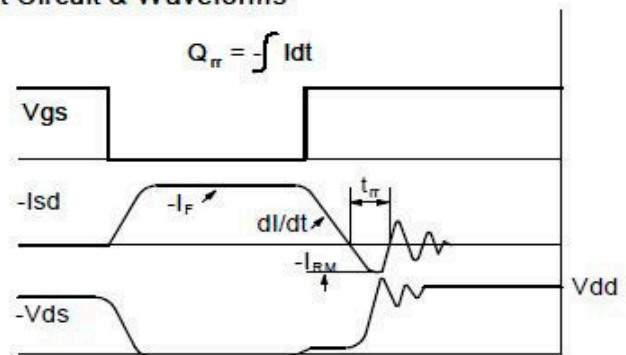 t Circuit & Waveforms
Qrr = -∫ Idt
Vgs
-Isd
-IF
dI/dt
trr
-IRM
Vdd
-Vds